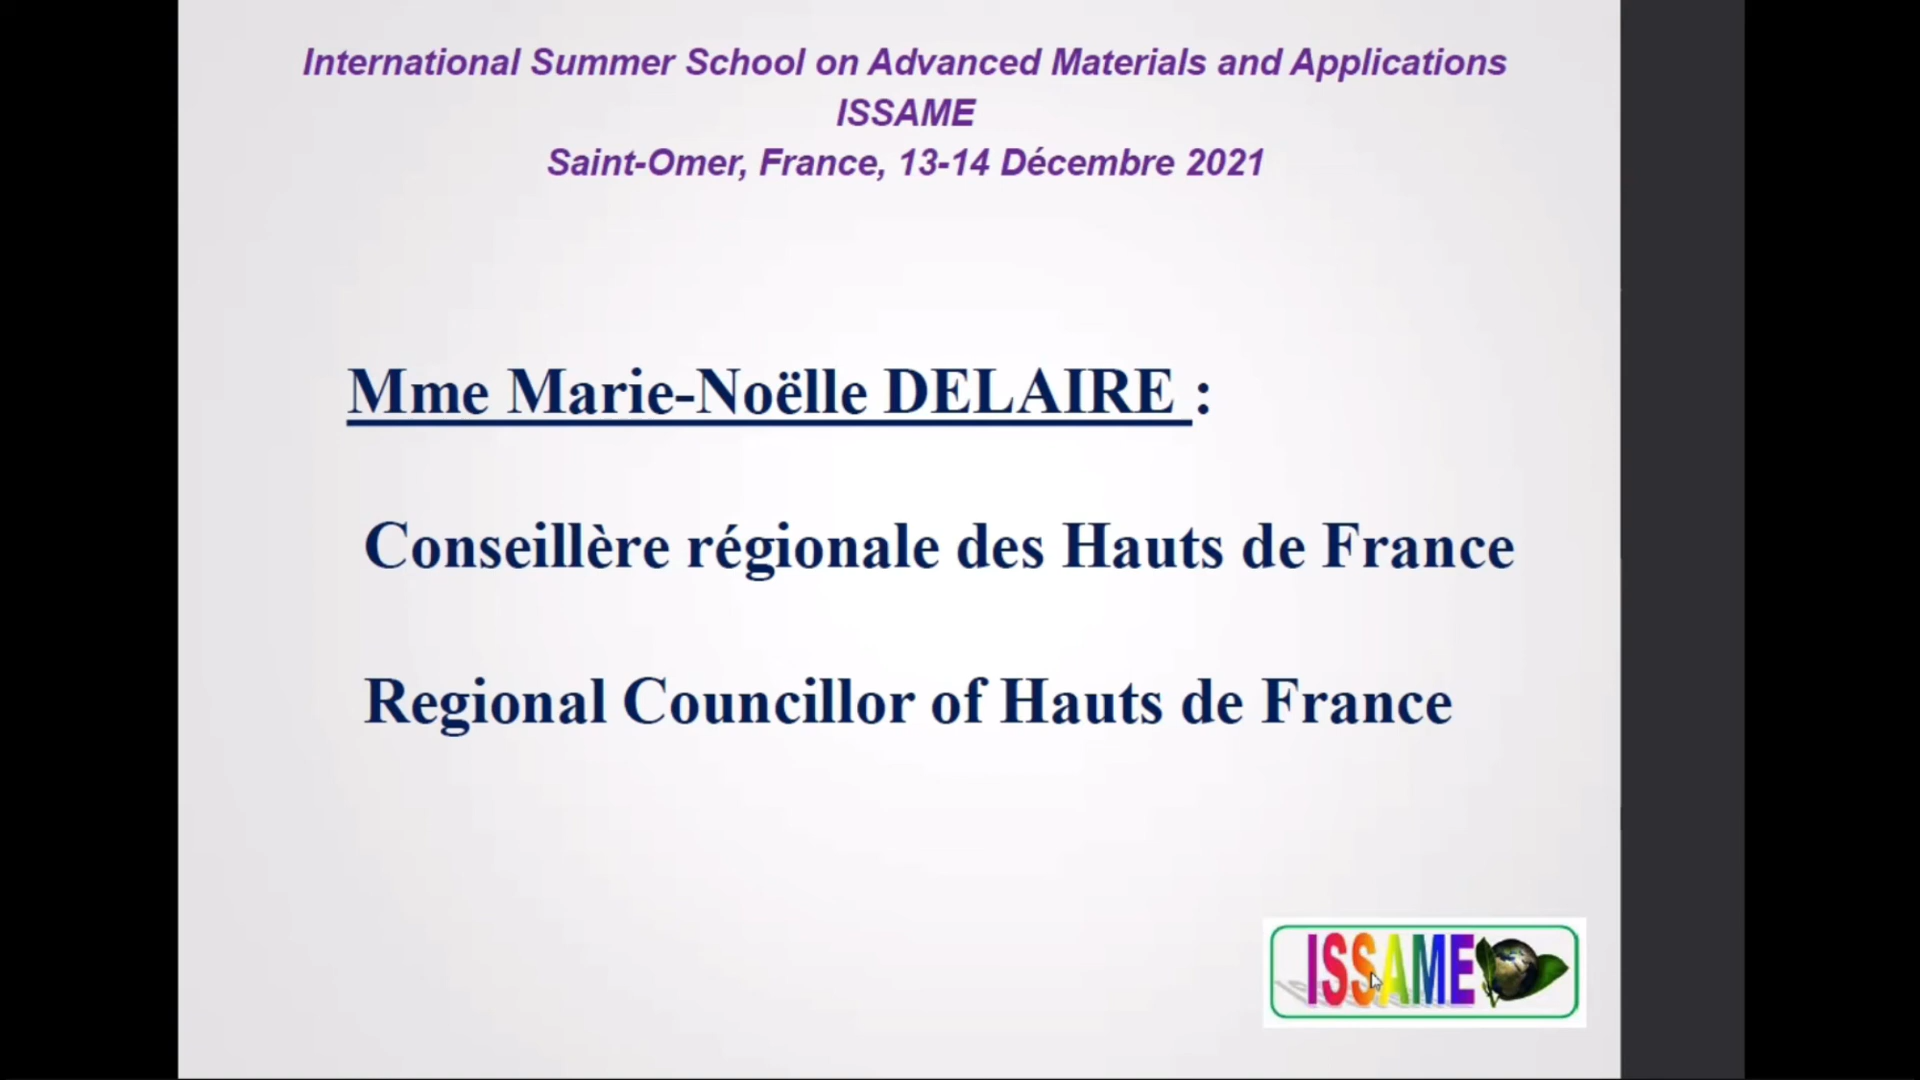 International Summer School on Advanced Materials and Applications
ISSAME
Saint-Omer, France, 13-14 Décembre 2021
Mme Marie-Noëlle DELAIRE :
Conseillère régionale des Hauts de France
Regional Councillor of Hauts de France
ISSAME